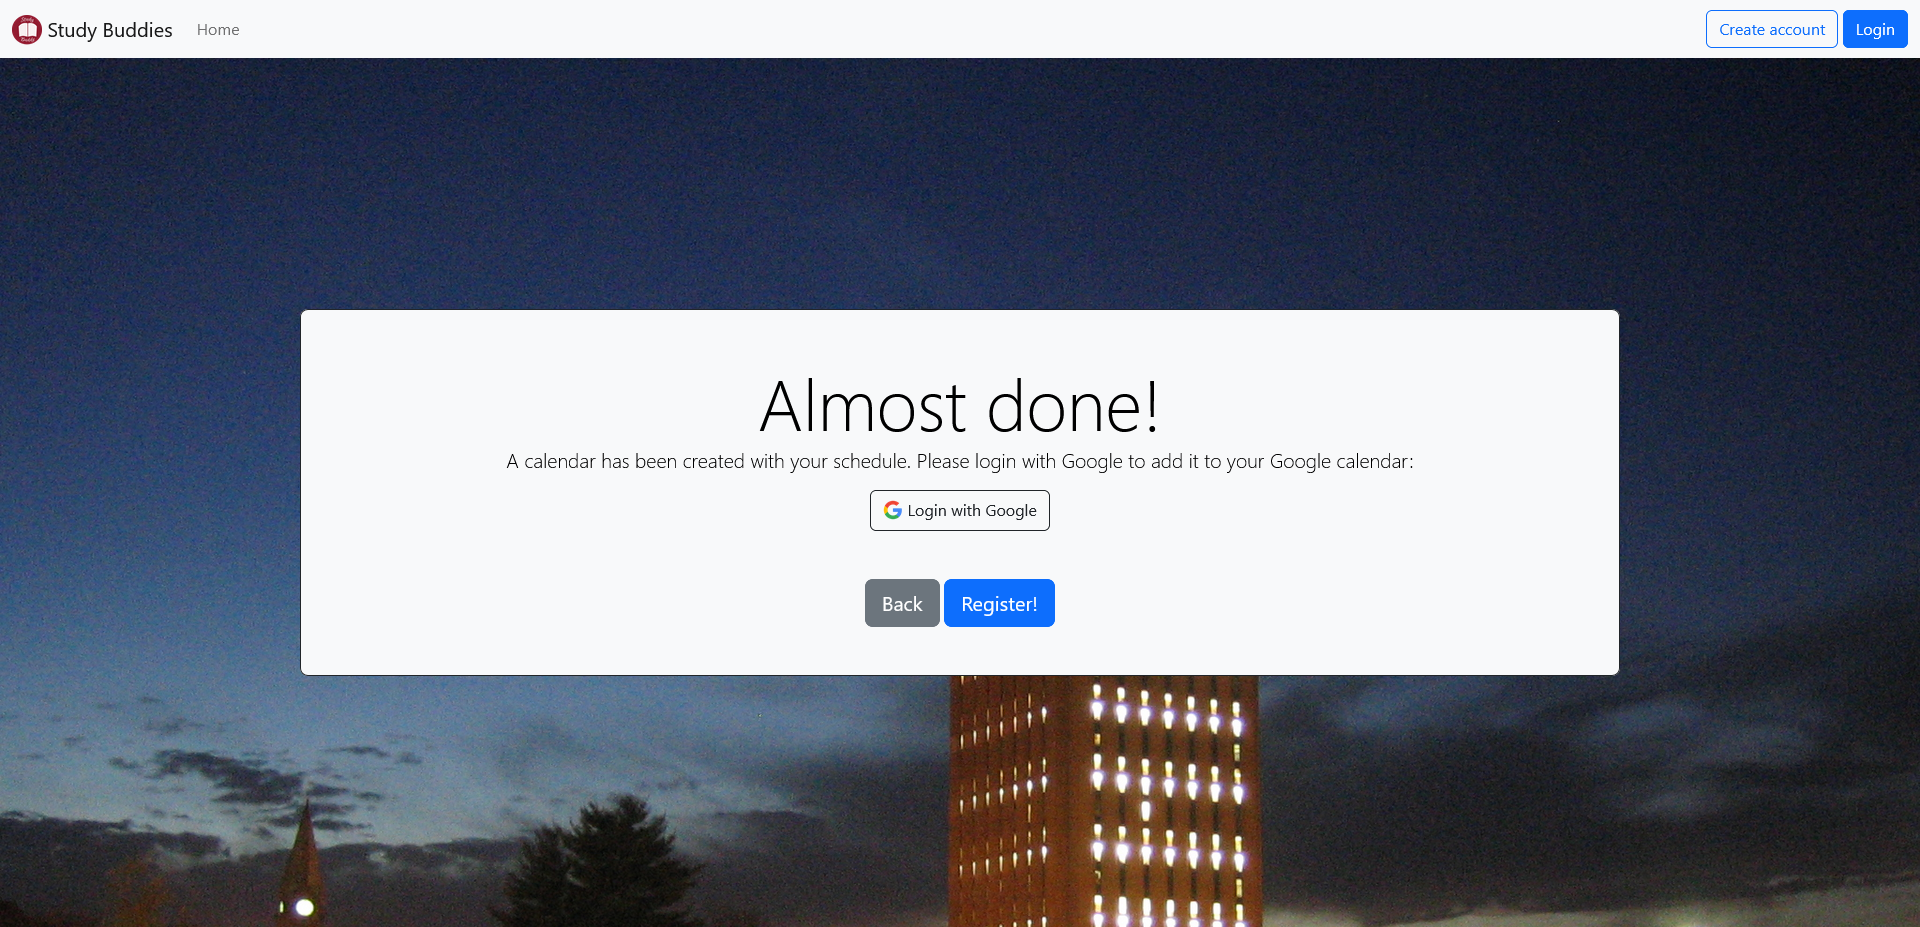 Study Buddies Home Create account Login
Almost done!
A calendar has been created with your schedule. Please login with Google to add it to your Google calendar:
Login with Google
Back Register!